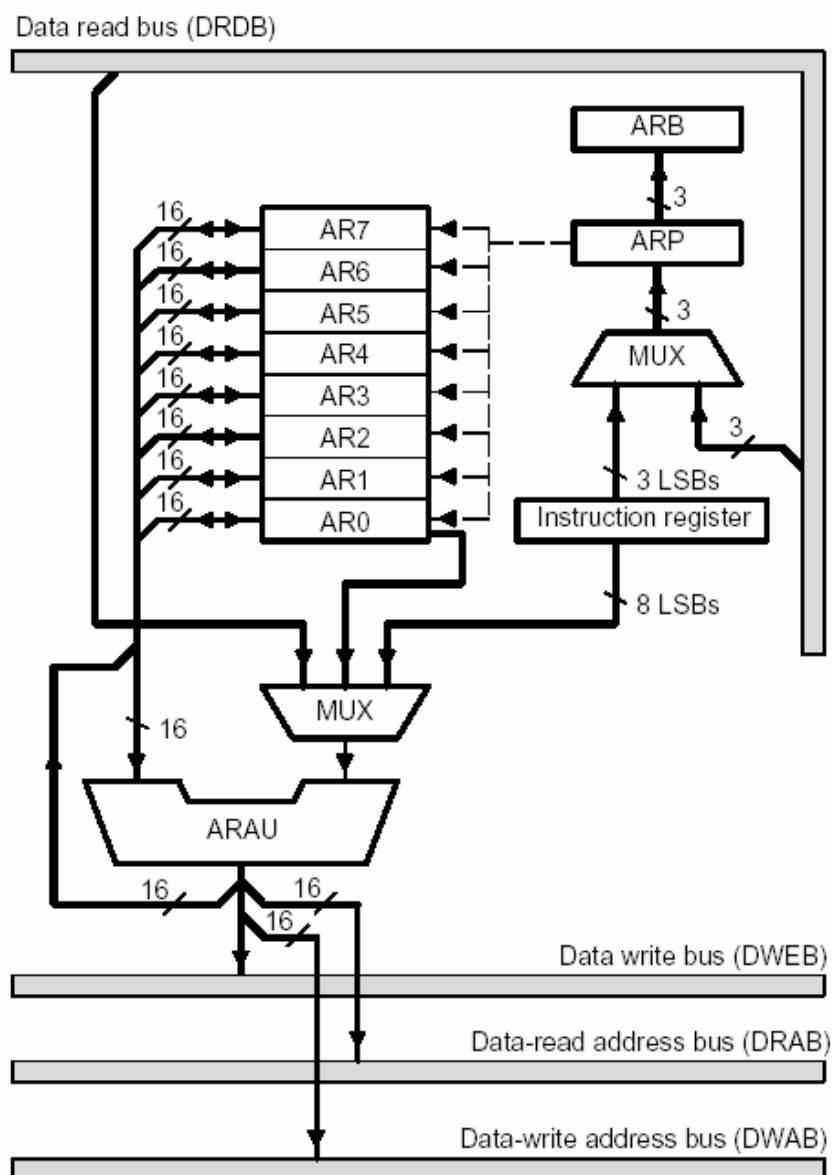 Data read bus (DRDB)
ARB
3
ARP
3
MUX
3
3 LSBs
Instruction register
8 LSBs
16
AR7
16
AR6
16
AR5
16
AR4
16
AR3
16
AR2
16
AR1
16
AR0
MUX
16
ARAU
16
16
16
Data write bus (DWEB)
Data-read address bus (DRAB)
Data-write address bus (DWAB)